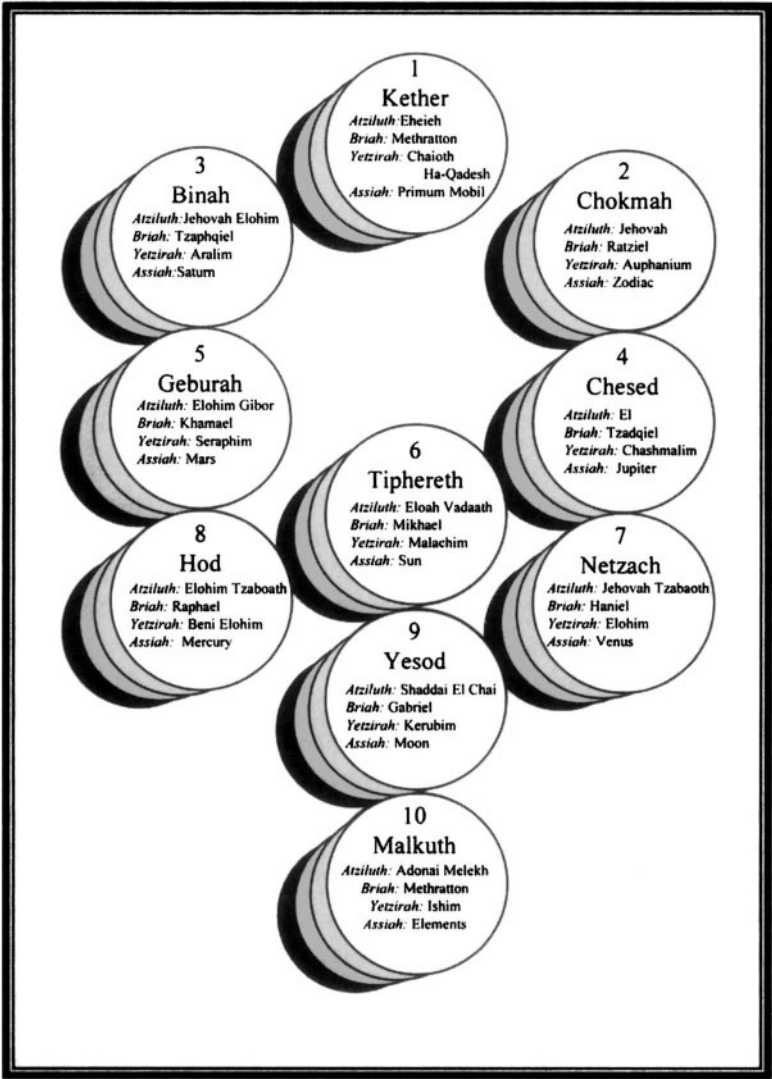 1
Kether
Atziluth:Eheieh
Briah: Methratton
Yetzirah: Chaioth
Ha-Qadesh
Assiah: Primum Mobil
3
Binah
Atziluth:Jehovah Elohim
Briah: Tzaphqiel
Yetzirah: Aralim
Assiah:Saturn
2
Chokmah
Atziluth: Jehovah
Briah: Ratziel
Yetzirah: Auphanium
Assiah: Zodiac
5
Geburah
Atziluth: Elohim Gibor
Briah: Khamael
Yetzirah: Seraphim
Assiah: Mars
4
Chesed
Atziluth: El
Briah: Tzadqiel
Yetzirah: Chashmalim
Assiah: Jupiter
6
Tiphereth
Atziluth: Eloah Vadaath
Briah: Mikhael
Yetzirah: Malachim
Assiah: Sun
8
Hod
Atziluth: Elohim Tzaboath
Briah: Raphael
Yetzirah: Beni Elohim
Assiah: Mercury
7
Netzach
Atziluth: Jehovah Tzabaoth
Briah: Haniel
Yetzirah: Elohim
Assiah: Venus
9
Yesod
Atziluth: Shaddai El Chai
Briah: Gabriel
Yetzirah: Kerubim
Assiah: Moon
10
Malkuth
Atziluth: Adonai Melekh
Briah: Methratton
Yetzirah: Ishim
Assiah: Elements